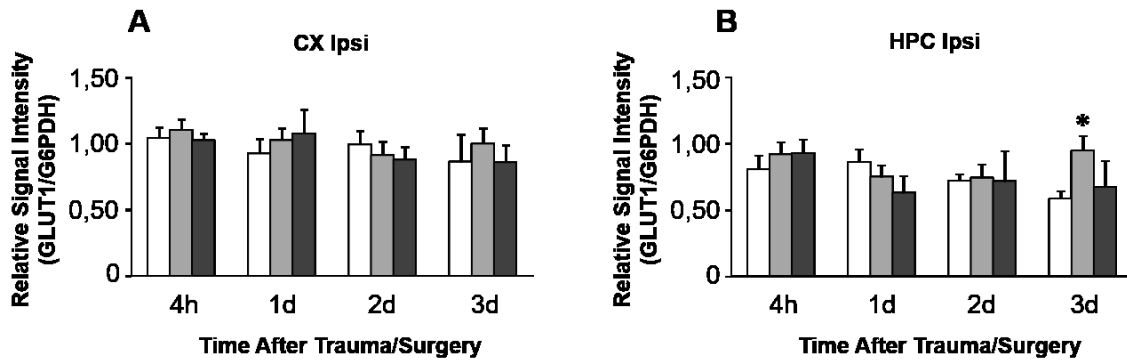 A
CX Ipsi
Relative Signal Intensity
(GLUT1/G6PDH)
1,50
1,00
0,50
0
4h 1d 2d 3d
Time After Trauma/Surgery
B
HPC Ipsi
Relative Signal Intensity
(GLUT1/G6PDH)
1,50
1,00
0,50
0
*
4h 1d 2d 3d
Time After Trauma/Surgery